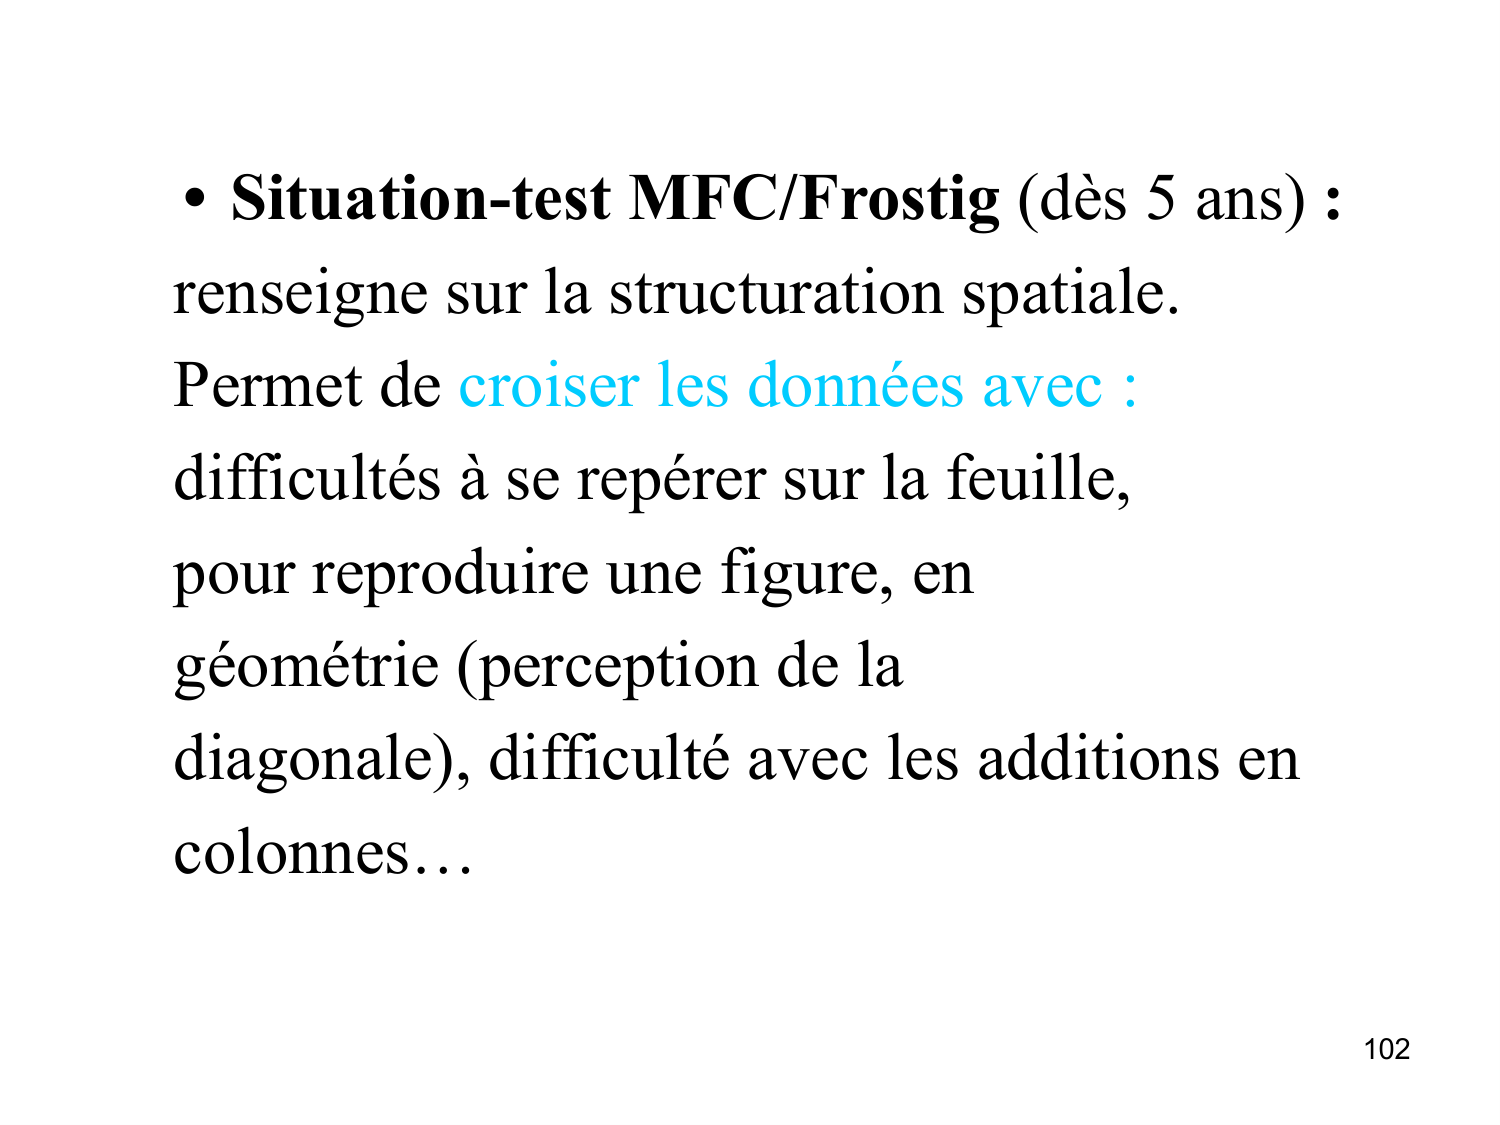 • Situation-test MFC/Frostig (dès 5 ans) :
renseigne sur la structuration spatiale.
Permet de croiser les données avec :
difficultés à se repérer sur la feuille,
pour reproduire une figure, en
géométrie (perception de la
diagonale), difficulté avec les additions en
colonnes…
102